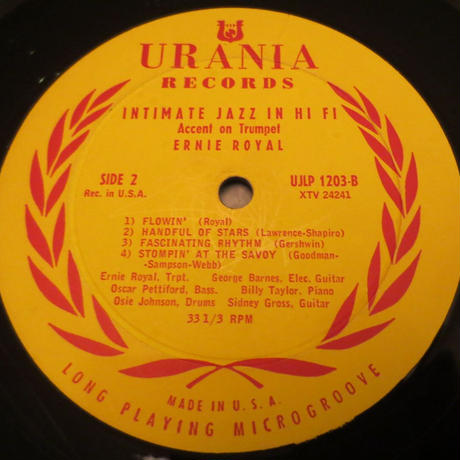 URANIA
RECORDS
INTIMATE JAZZ IN HI FI
Accent on Trumpet
ERNIE ROYAL
SIDE 2
Rec. in U.S.A.
UJLP 1203-B
XTV 24241
1) FLOWIN' (Royal)
2) HANDFUL OF STARS (Lawrence-Shapiro)
3) FASCINATING RHYTHM (Gershwin)
4) STOMPIN' AT THE SAVOY (Goodman-
Sampson-Webb)
Ernie Royal, Trpt. George Barnes, Elec. Guitar
Oscar Pettiford, Bass. Billy Taylor, Piano
Osie Johnson, Drums Sidney Gross, Guitar
33 1/3 RPM
MADE IN U. S. A.
LONG PLAYING MICROGROOVE